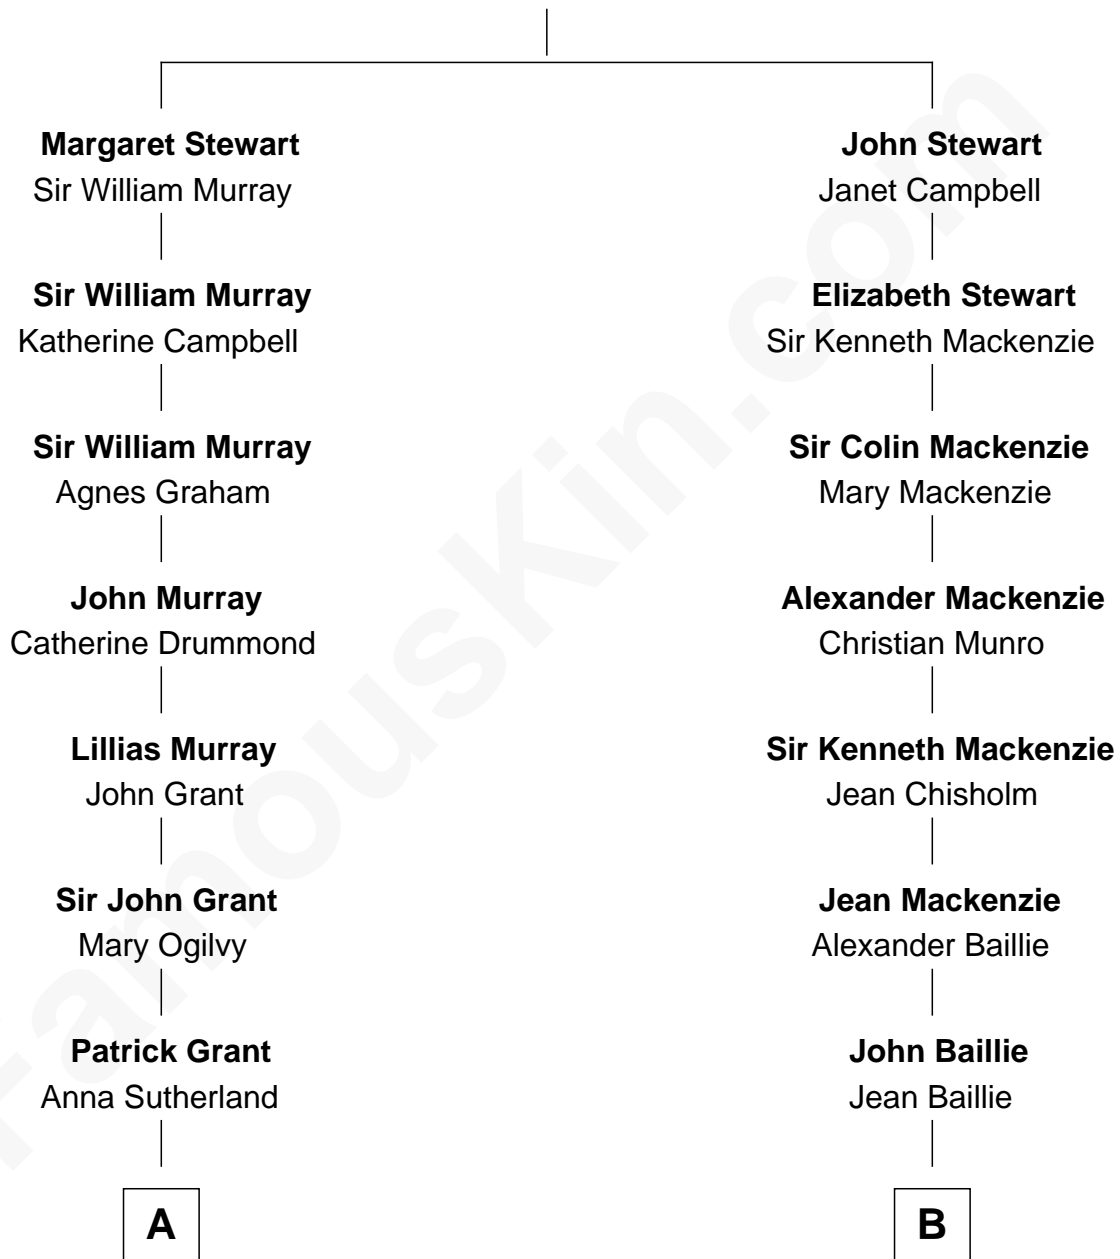 Margaret Stewart
Sir William Murray
Sir William Murray
Katherine Campbell
Sir William Murray
Agnes Graham
John Murray
Catherine Drummond
Lillias Murray
John Grant
Sir John Grant
Mary Ogilvy
Patrick Grant
Anna Sutherland
A
John Stewart
Janet Campbell
Elizabeth Stewart
Sir Kenneth Mackenzie
Sir Colin Mackenzie
Mary Mackenzie
Alexander Mackenzie
Christian Munro
Sir Kenneth Mackenzie
Jean Chisholm
Jean Mackenzie
Alexander Baillie
John Baillie
Jean Baillie
B
FamousKin.com